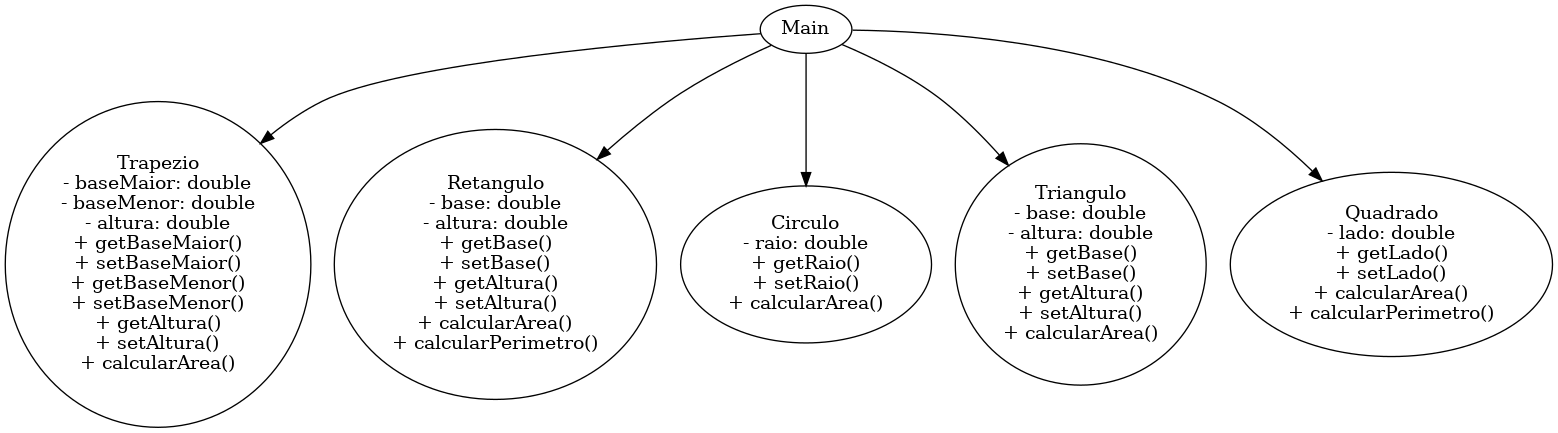 Main
Trapezio
- baseMaior: double
- baseMenor: double
- altura: double
+ getBaseMaior()
+ setBaseMaior()
+ getBaseMenor()
+ setBaseMenor()
+ getAltura()
+ setAltura()
+ calcularArea()
Retangulo
- base: double
- altura: double
+ getBase()
+ setBase()
+ getAltura()
+ setAltura()
+ calcularArea()
+ calcularPerimetro()
Circulo
- raio: double
+ getRaio()
+ setRaio()
+ calcularArea()
Triangulo
- base: double
- altura: double
+ getBase()
+ setBase()
+ getAltura()
+ setAltura()
+ calcularArea()
Quadrado
- lado: double
+ getLado()
+ setLado()
+ calcularArea()
+ calcularPerimetro()